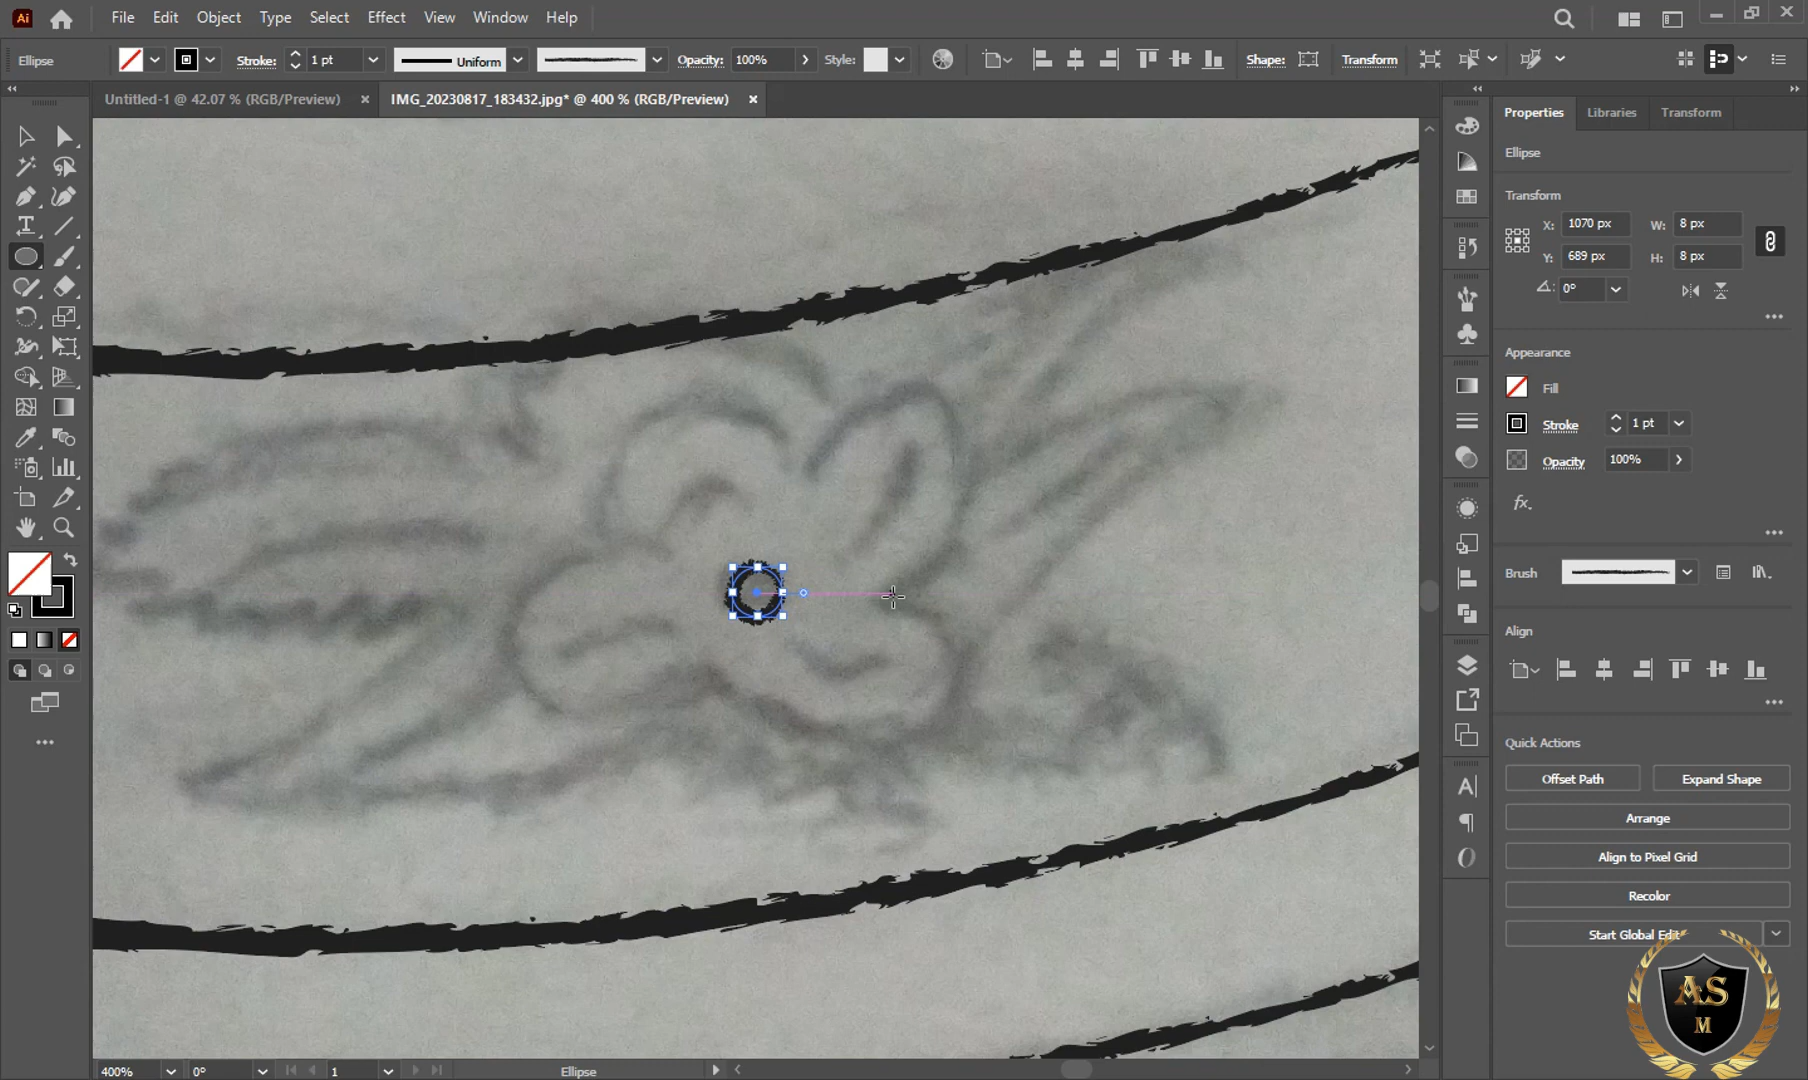 Ai File Edit Object Type Select Effect View Window Help
Ellipse Stroke: 1 pt Uniform Opacity: 100% Style: Shape: Transform
Untitled-1 @ 42.07 % (RGB/Preview) × IMG_20230817_183432.jpg* @ 400 % (RGB/Preview) ×
Properties Libraries Transform
Ellipse
Transform
X: 1070 px W: 8 px
Y: 689 px H: 8 px
0°
Appearance
Fill
Stroke 1 pt
Opacity 100%
fx.
Brush
Align
Quick Actions
Offset Path Expand Shape
Arrange
Align to Pixel Grid
Recolor
Start Global Edit
AS
M
400% 0° 1 Ellipse